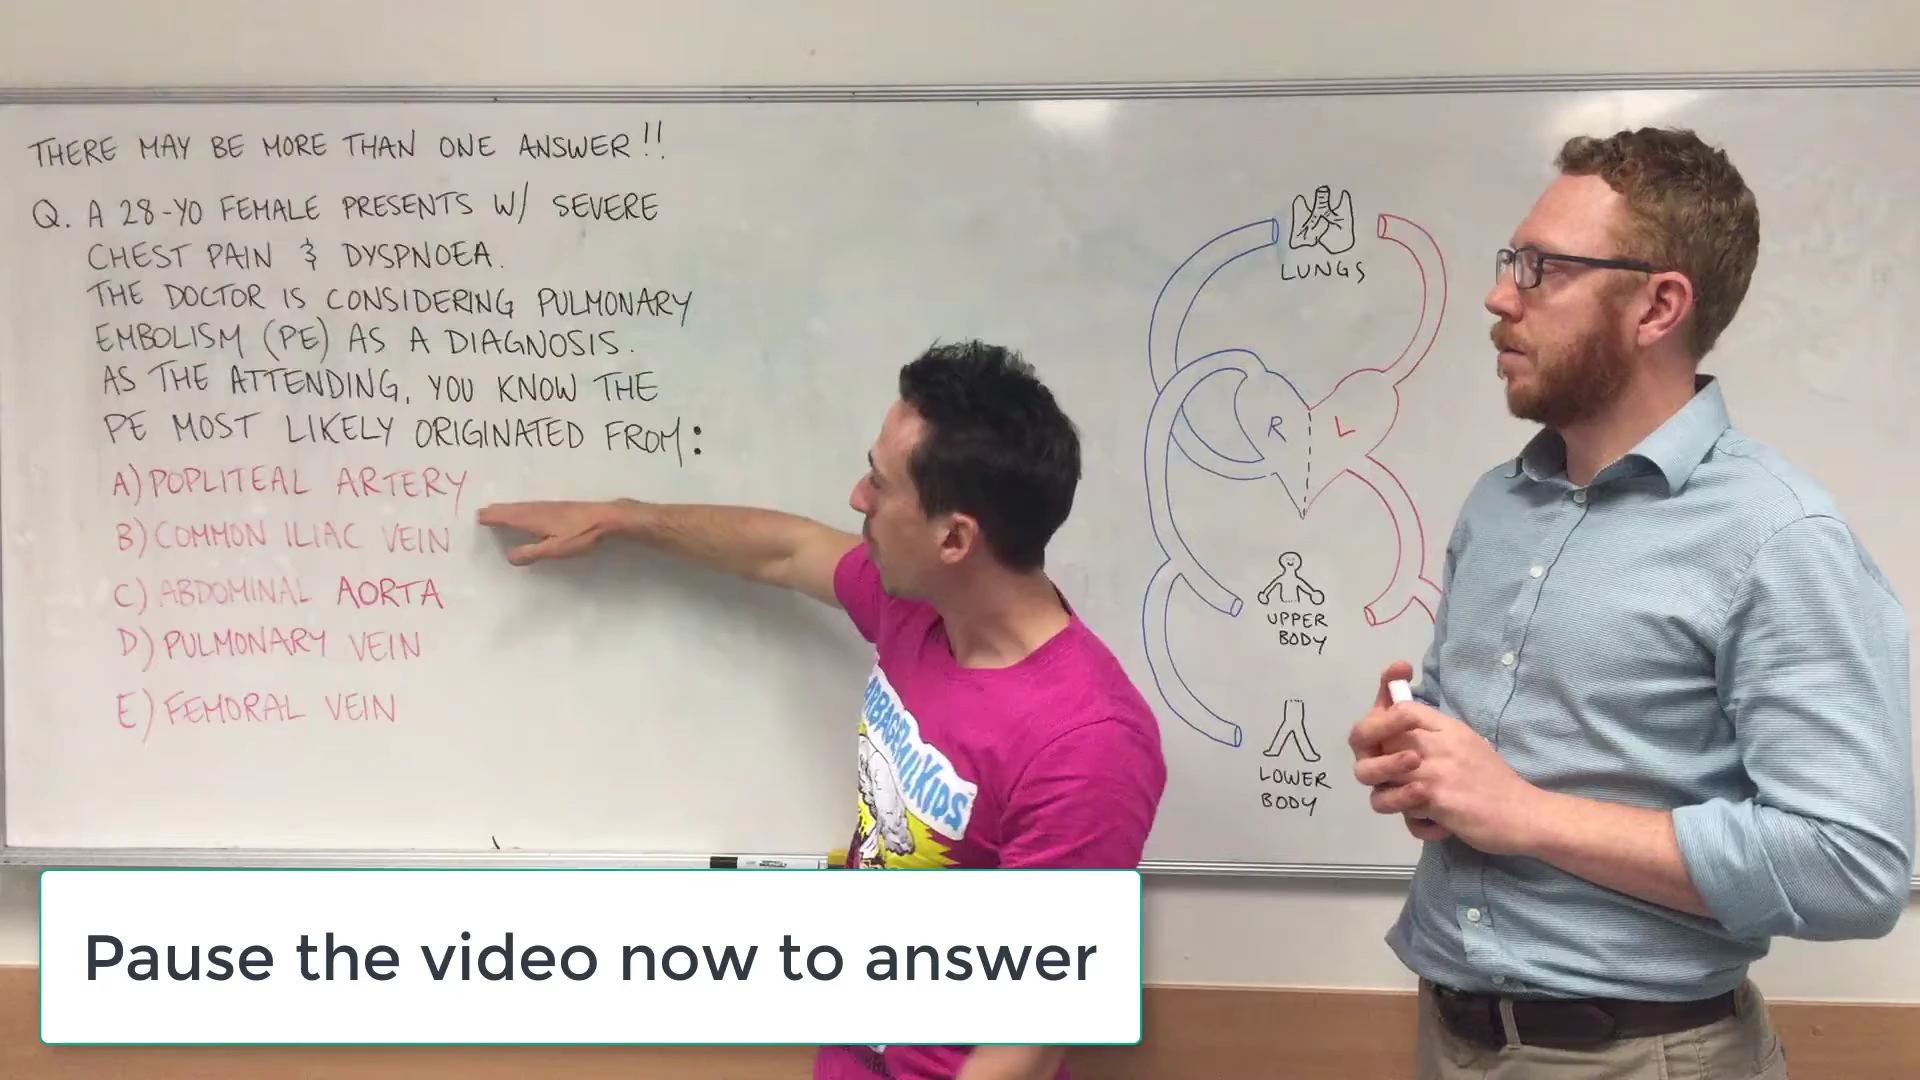 THERE MAY BE MORE THAN ONE ANSWER!!
Q. A 28-YO FEMALE PRESENTS W/ SEVERE
CHEST PAIN & DYSPNOEA.
THE DOCTOR IS CONSIDERING PULMONARY
EMBOLISM (PE) AS A DIAGNOSIS.
AS THE ATTENDING, YOU KNOW THE
PE MOST LIKELY ORIGINATED FROM:
A) POPLITEAL ARTERY
B) COMMON ILIAC VEIN
C) ABDOMINAL AORTA
D) PULMONARY VEIN
E) FEMORAL VEIN
LUNGS
R L
UPPER
BODY
LOWER
BODY
Pause the video now to answer